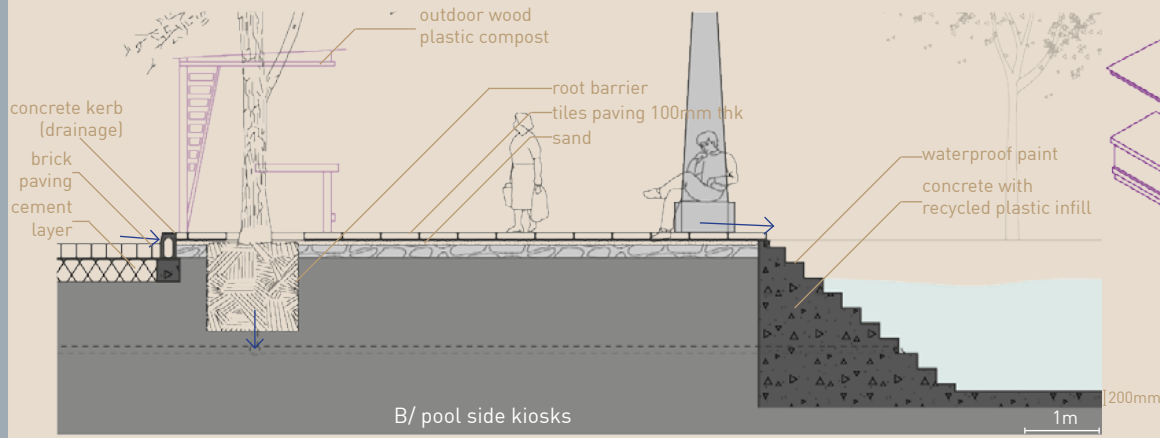 outdoor wood
plastic compost
root barrier
tiles paving 100mm thk
sand
concrete kerb
(drainage)
brick
paving
cement
layer
waterproof paint
concrete with
recycled plastic infill
200mm
B/ pool side kiosks
1m